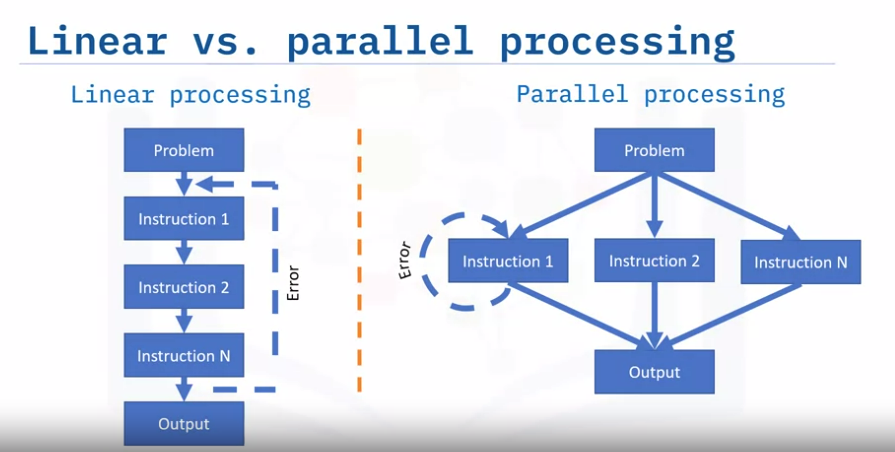 Linear vs. parallel processing
Linear processing
Problem
Instruction 1
Instruction 2
Instruction N
Output
Error
Parallel processing
Problem
Error
Instruction 1
Instruction 2
Instruction N
Output